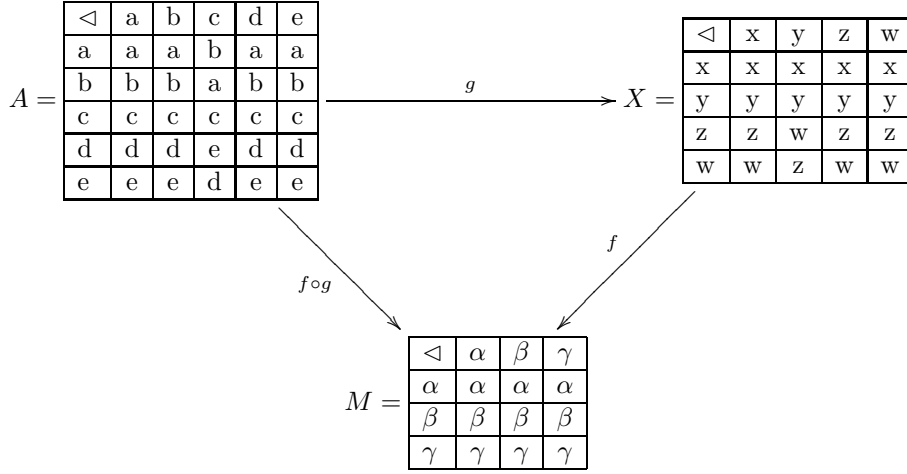 A =
◁ a b c d e
a a a b a a
b b b a b b
c c c c c c
d d d e d d
e e e d e e
g
X =
◁ x y z w
x x x x x
y y y y y
z z w z z
w w z w w
f∘g
f
M =
◁ α β γ
α α α α
β β β β
γ γ γ γ